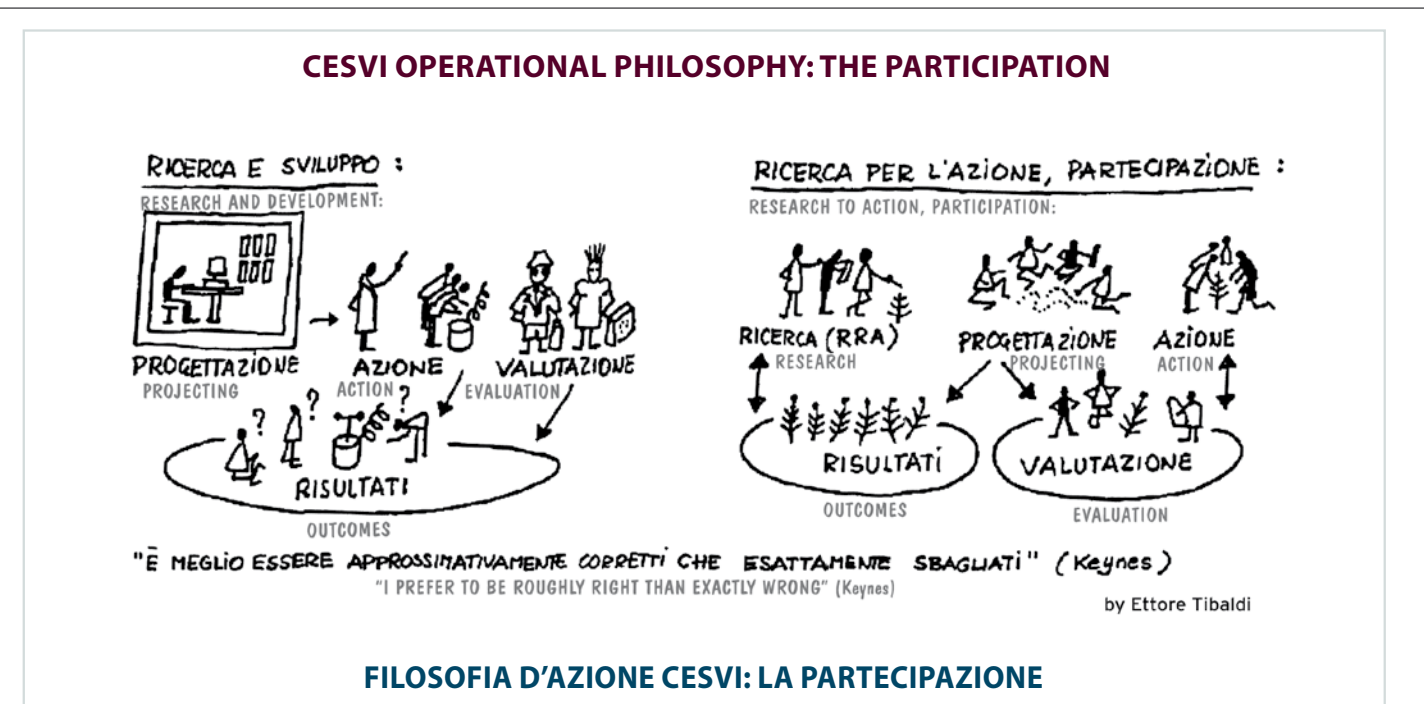 CESVI OPERATIONAL PHILOSOPHY: THE PARTICIPATION
RICERCA E SVILUPPO :
RESEARCH AND DEVELOPMENT:
PROGETTAZIONE
PROJECTING
AZIONE
ACTION
VALUTAZIONE
EVALUATION
?
?
?
RISULTATI
OUTCOMES
RICERCA PER L'AZIONE, PARTECIPAZIONE :
RESEARCH TO ACTION, PARTICIPATION:
RICERCA (RRA)
RESEARCH
PROGETTAZIONE
PROJECTING
AZIONE
ACTION
RISULTATI
OUTCOMES
VALUTAZIONE
EVALUATION
"È MEGLIO ESSERE APPROSSIMATIVAMENTE CORRETTI CHE ESATTAMENTE SBAGLIATI" (Keynes)
"I PREFER TO BE ROUGHLY RIGHT THAN EXACTLY WRONG" (Keynes)
by Ettore Tibaldi
FILOSOFIA D'AZIONE CESVI: LA PARTECIPAZIONE